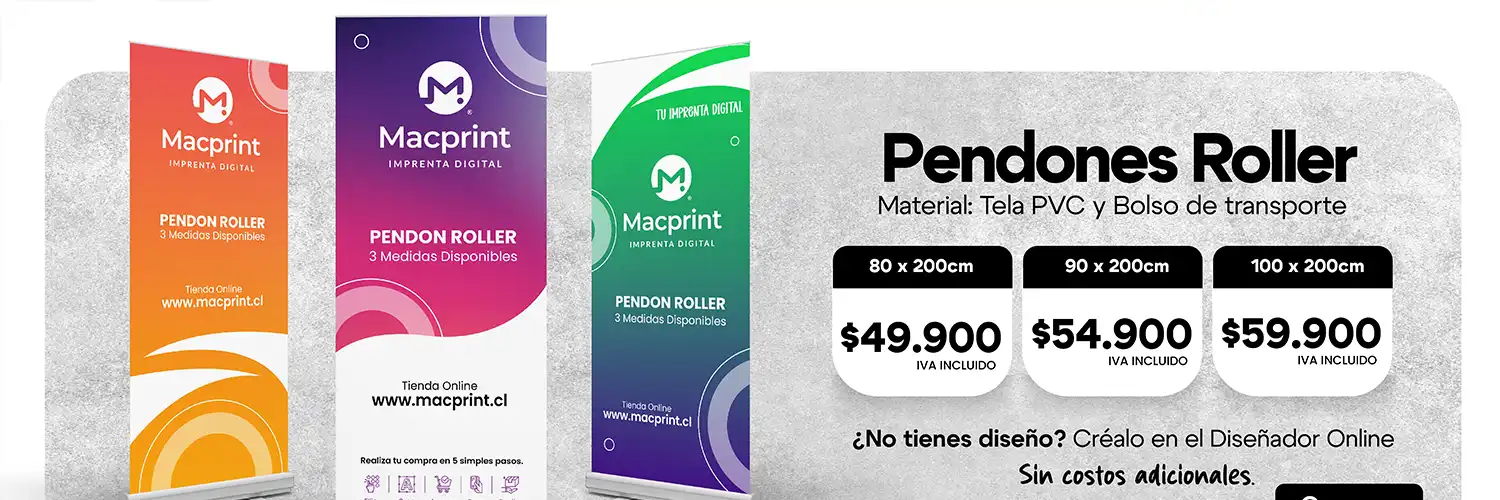 Macprint
IMPRENTA DIGITAL
PENDON ROLLER
3 Medidas Disponibles
Tienda Online
www.macprint.cl
Macprint
IMPRENTA DIGITAL
PENDON ROLLER
3 Medidas Disponibles
Tienda Online
www.macprint.cl
Realiza tu compra en 5 simples pasos.
TU IMPRENTA DIGITAL
Macprint
IMPRENTA DIGITAL
PENDON ROLLER
3 Medidas Disponibles
Tienda Online
www.macprint.cl
Pendones Roller
Material: Tela PVC y Bolso de transporte
80 x 200cm
$49.900
IVA INCLUIDO
90 x 200cm
$54.900
IVA INCLUIDO
100 x 200cm
$59.900
IVA INCLUIDO
¿No tienes diseño? Créalo en el Diseñador Online
Sin costos adicionales.